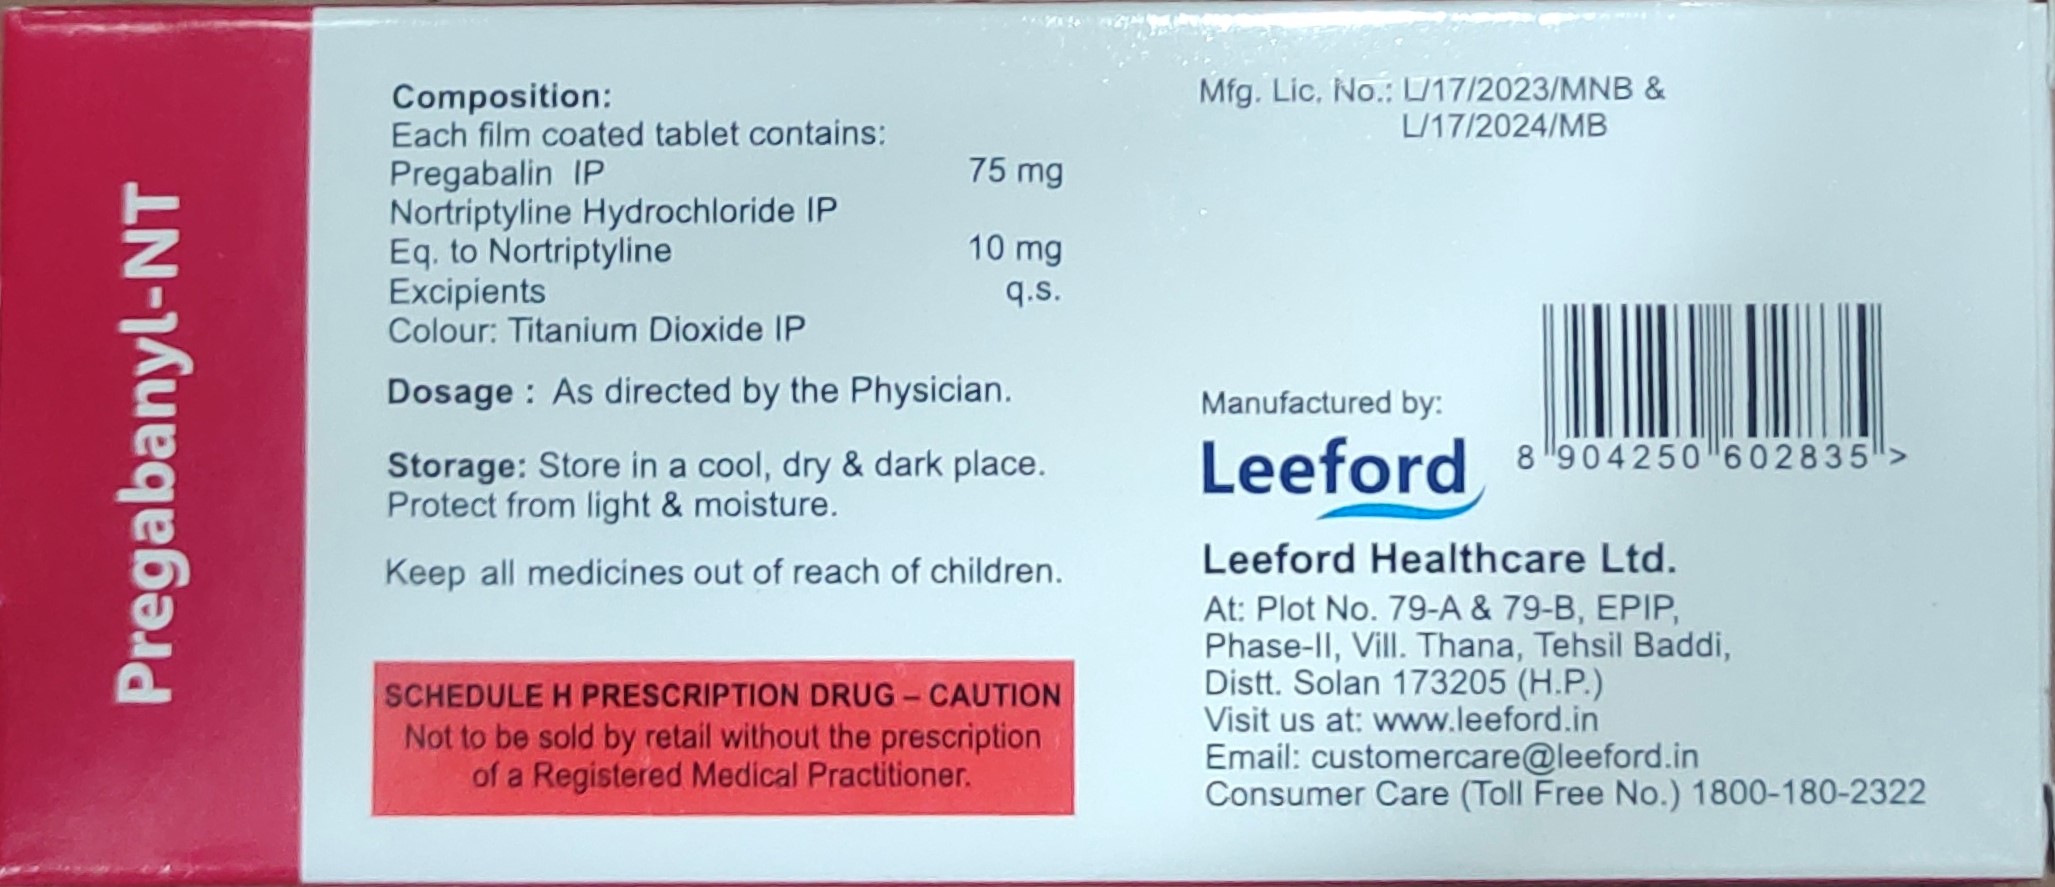 Pregabanyl-NT
Composition:
Each film coated tablet contains:
Pregabalin IP 75 mg
Nortriptyline Hydrochloride IP
Eq. to Nortriptyline 10 mg
Excipients q.s.
Colour: Titanium Dioxide IP
Dosage : As directed by the Physician.
Storage: Store in a cool, dry & dark place.
Protect from light & moisture.
Keep all medicines out of reach of children.
SCHEDULE H PRESCRIPTION DRUG – CAUTION
Not to be sold by retail without the prescription
of a Registered Medical Practitioner.
Mfg. Lic. No.: L/17/2023/MNB &
L/17/2024/MB
8 904250 602835 >
Manufactured by:
Leeford
Leeford Healthcare Ltd.
At: Plot No. 79-A & 79-B, EPIP,
Phase-II, Vill. Thana, Tehsil Baddi,
Distt. Solan 173205 (H.P.)
Visit us at: www.leeford.in
Email: customercare@leeford.in
Consumer Care (Toll Free No.) 1800-180-2322